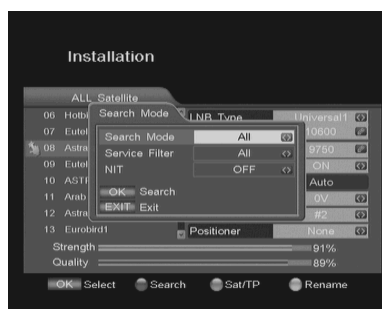 Installation
ALL Satellite
Search Mode
06 Hotbi LNB Type Universal1
07 Eutel 10600
08 Astra 9750
09 Eutel ON
10 ASTI Auto
11 Arab 0V
12 Astra #2
13 Eurobird1 Positioner None
Search Mode All
Service Filter All
NIT OFF
OK Search
EXIT Exit
Strength 91%
Quality 89%
OK Select Search Sat/TP Rename